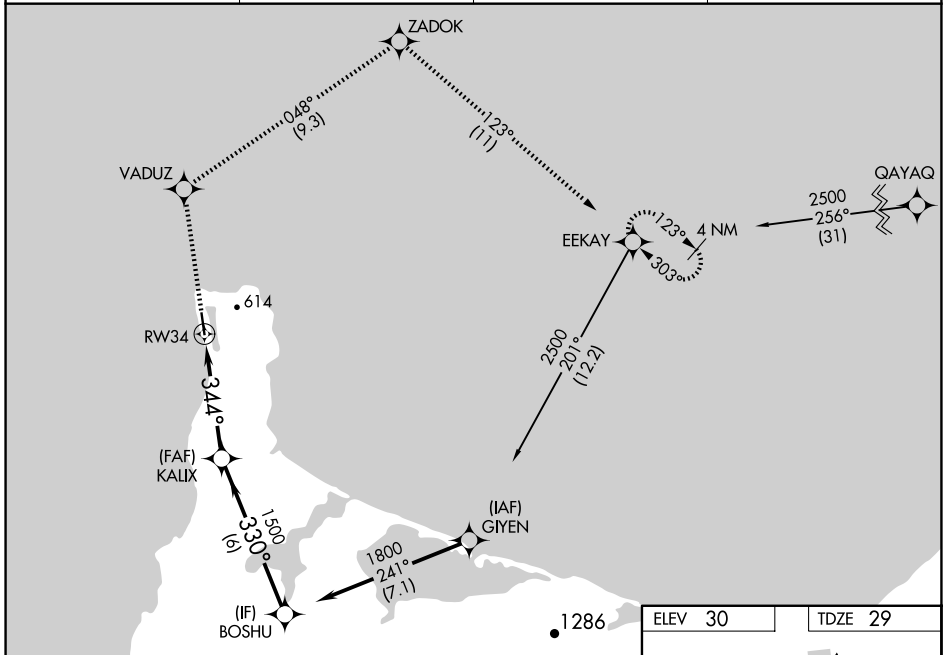 ZADOK
048°
(9.3)
123°
(11)
VADUZ
QAYAQ
2500
256°
(31)
EEKAY
123°
4 NM
303°
614
RW34
2500
201°
(12.2)
344°
(FAF)
KALIX
1500
330°
(6)
(IAF)
GIYEN
1800
241°
(7.1)
(IF)
BOSHU
1286
ELEV 30
TDZE 29